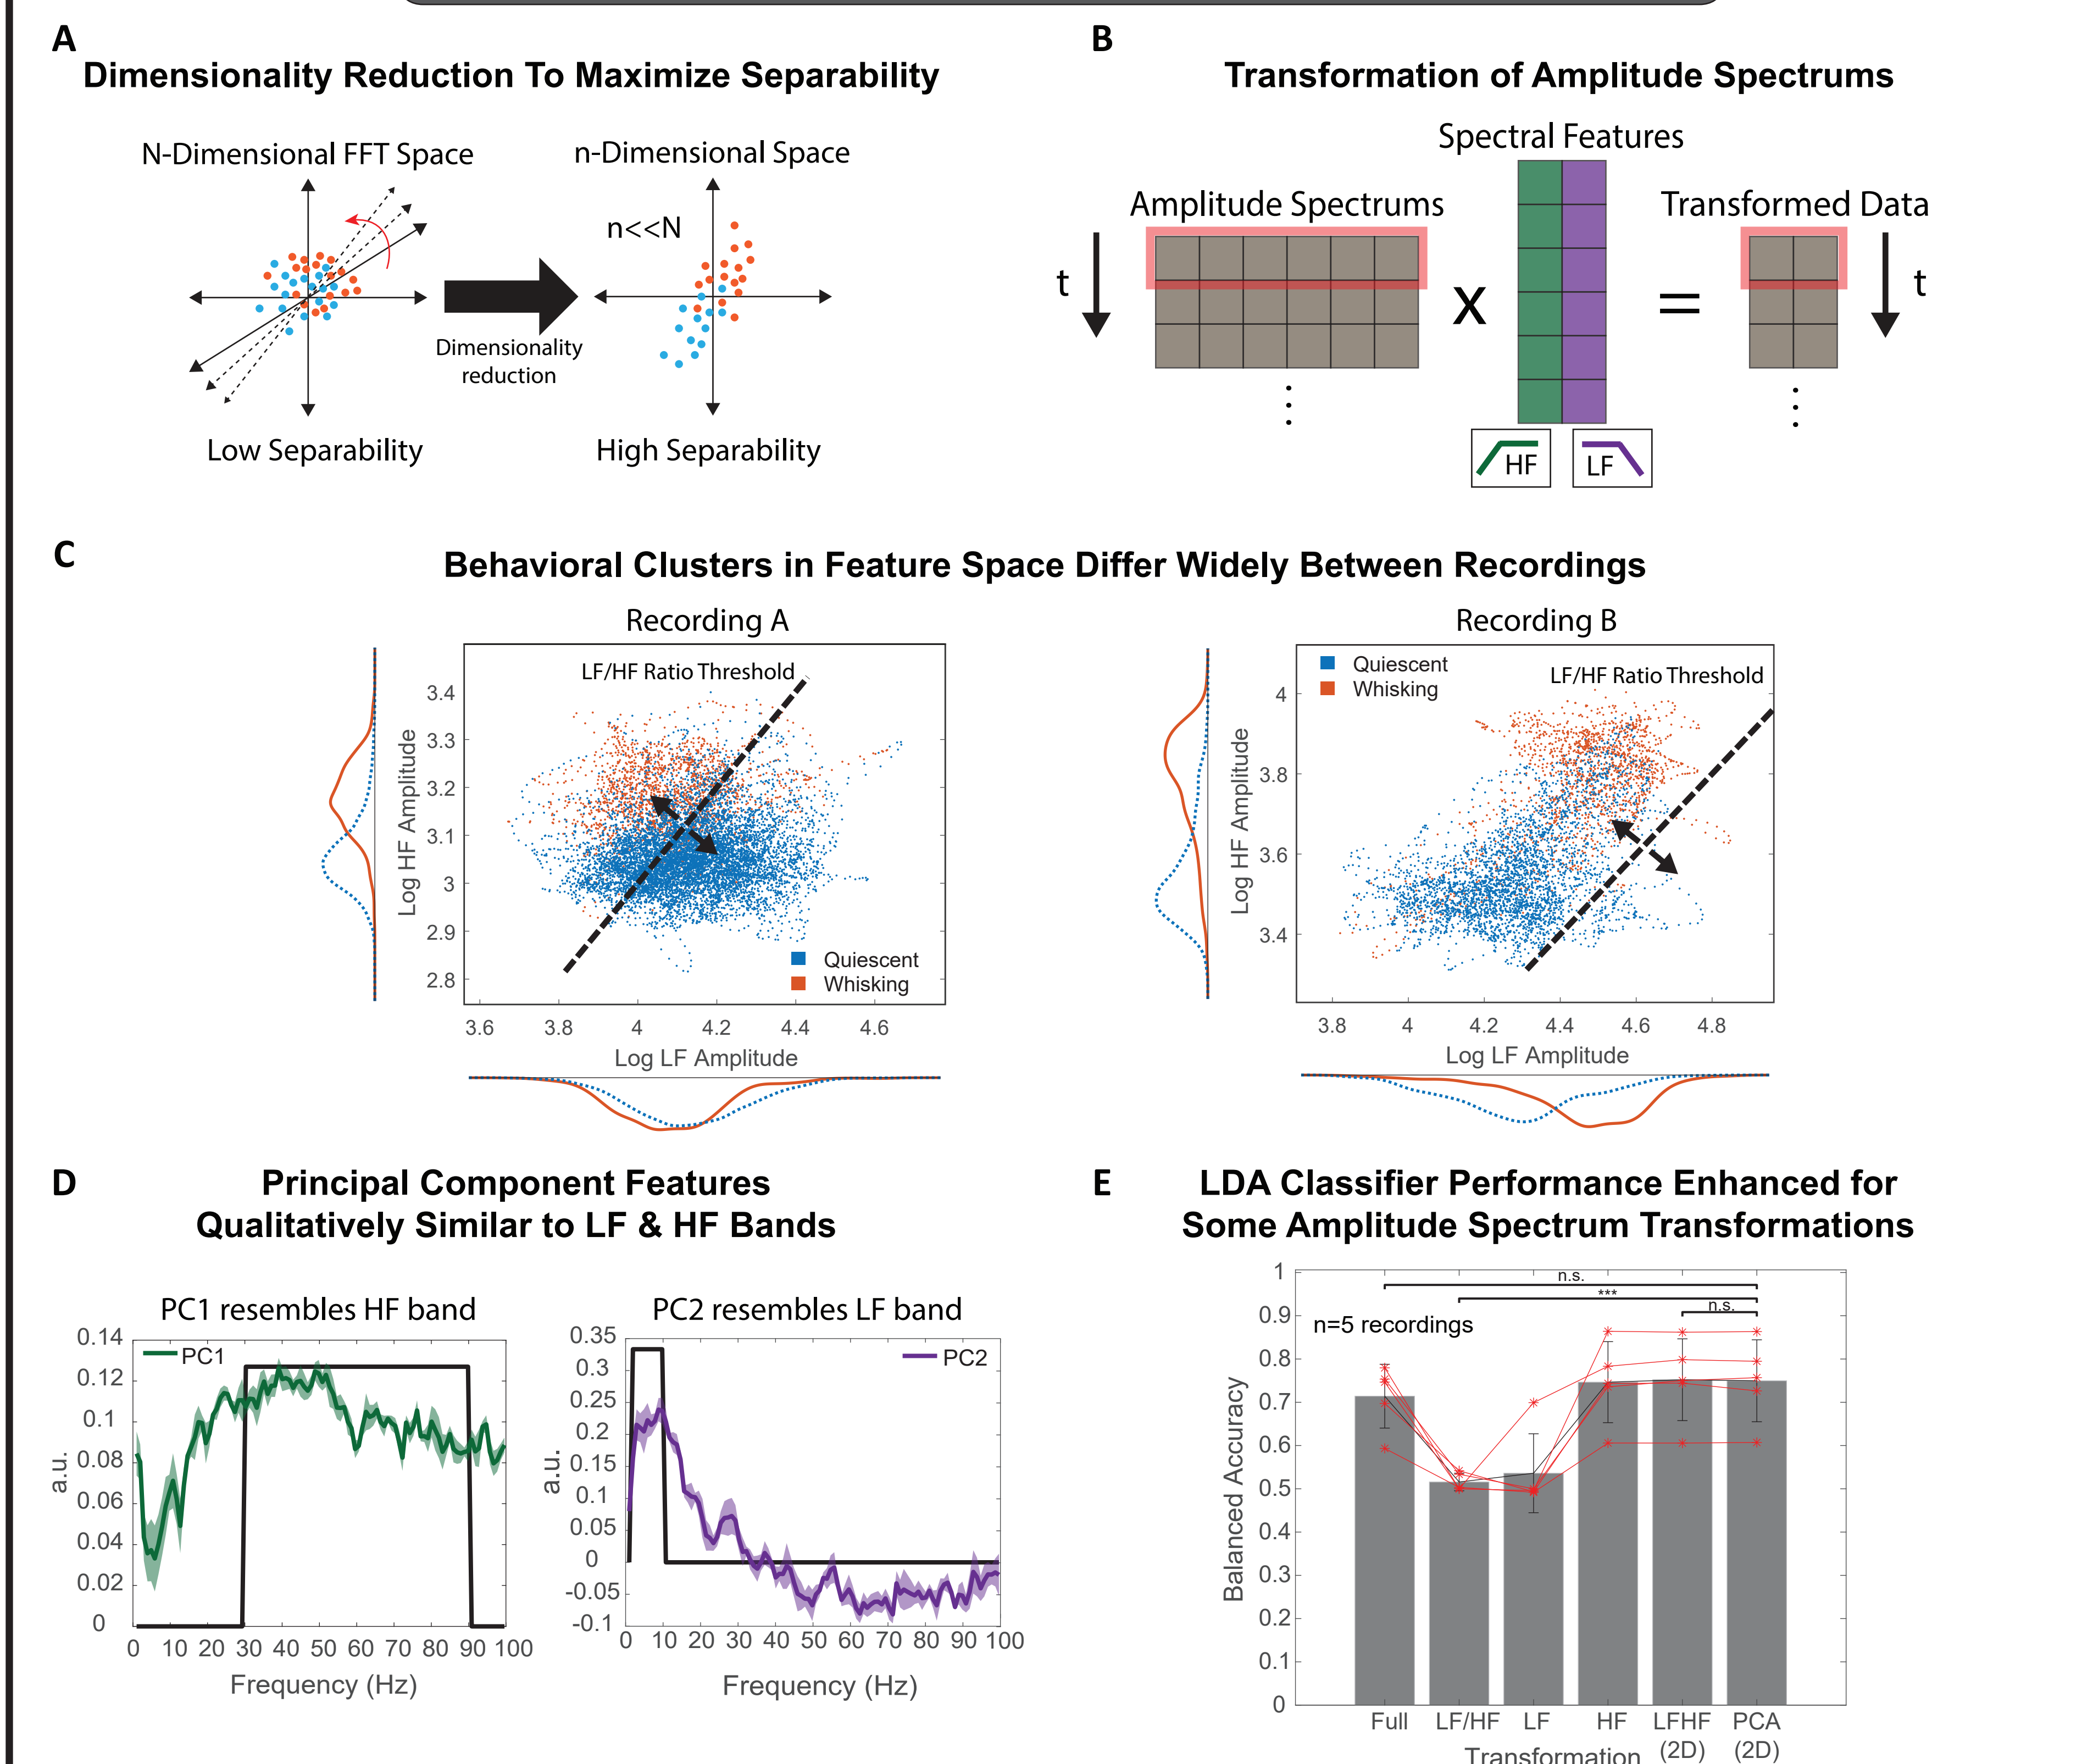 A
Dimensionality Reduction To Maximize Separability
N-Dimensional FFT Space
n-Dimensional Space
n<<N
Dimensionality
reduction
Low Separability
High Separability
B
Transformation of Amplitude Spectrums
Spectral Features
Amplitude Spectrums
Transformed Data
t
X
=
t
HF
LF
C
Behavioral Clusters in Feature Space Differ Widely Between Recordings
Recording A
LF/HF Ratio Threshold
Log HF Amplitude
3.4
3.3
3.2
3.1
3
2.9
2.8
Quiescent
Whisking
3.6 3.8 4 4.2 4.4 4.6
Log LF Amplitude
Recording B
Quiescent
Whisking
LF/HF Ratio Threshold
Log HF Amplitude
4
3.8
3.6
3.4
3.8 4 4.2 4.4 4.6 4.8
Log LF Amplitude
D
Principal Component Features
Qualitatively Similar to LF & HF Bands
PC1 resembles HF band
PC1
a.u.
0.14
0.12
0.1
0.08
0.06
0.04
0.02
0
0 10 20 30 40 50 60 70 80 90 100
Frequency (Hz)
PC2 resembles LF band
PC2
a.u.
0.35
0.3
0.25
0.2
0.15
0.1
0.05
0
-0.05
-0.1
0 10 20 30 40 50 60 70 80 90 100
Frequency (Hz)
E
LDA Classifier Performance Enhanced for
Some Amplitude Spectrum Transformations
n.s.
***
n.s.
n=5 recordings
Balanced Accuracy
1
0.9
0.8
0.7
0.6
0.5
0.4
0.3
0.2
0.1
0
Full LF/HF LF HF LFHF PCA
(2D) (2D)
Transformation